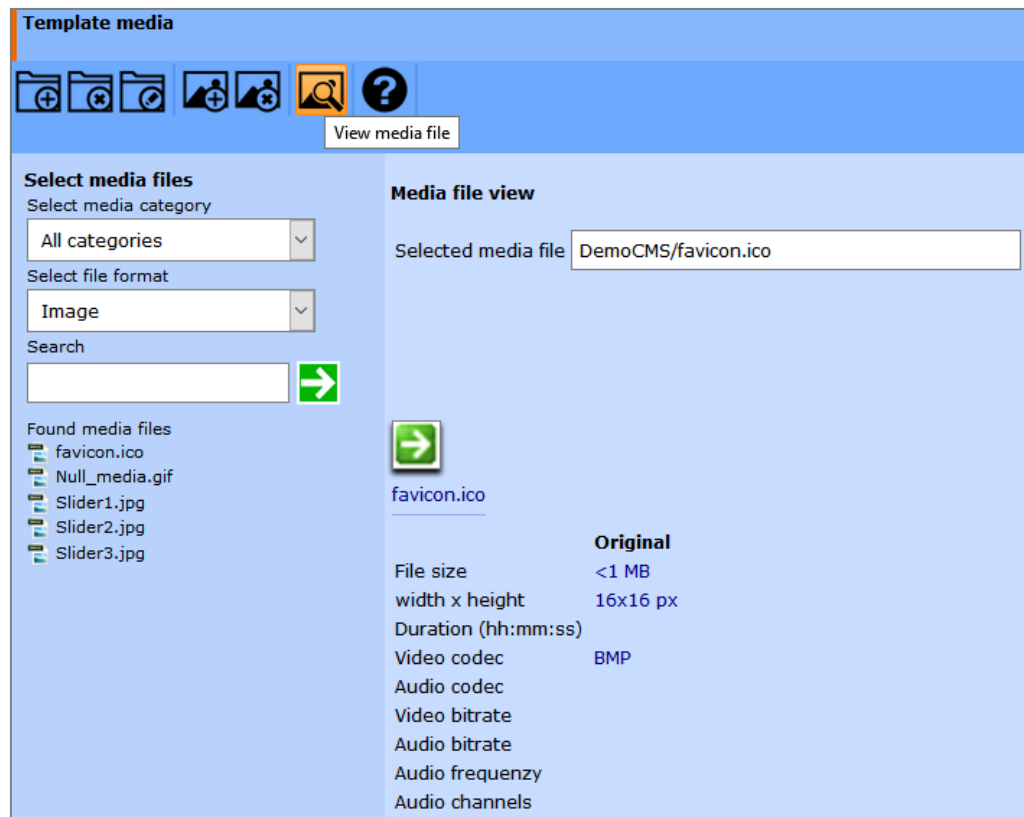 Template media
View media file
Select media files
Select media category
All categories
Select file format
Image
Search
Found media files
favicon.ico
Null_media.gif
Slider1.jpg
Slider2.jpg
Slider3.jpg
Media file view
Selected media file DemoCMS/favicon.ico
favicon.ico
Original
File size <1 MB
width x height 16x16 px
Duration (hh:mm:ss)
Video codec BMP
Audio codec
Video bitrate
Audio bitrate
Audio frequenzy
Audio channels